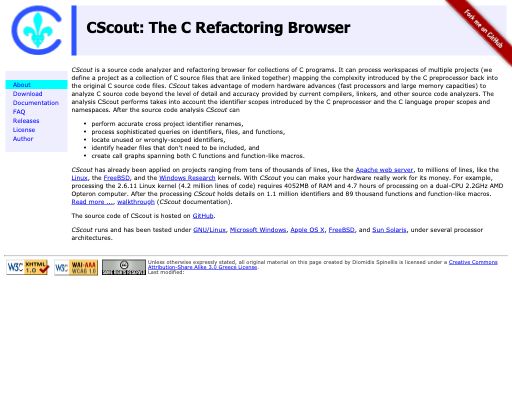 CScout: The C Refactoring Browser
Fork me on GitHub
About
Download
Documentation
FAQ
Releases
License
Author
CScout is a source code analyzer and refactoring browser for collections of C programs. It can process workspaces of multiple projects (we
define a project as a collection of C source files that are linked together) mapping the complexity introduced by the C preprocessor back into
the original C source code files. CScout takes advantage of modern hardware advances (fast processors and large memory capacities) to
analyze C source code beyond the level of detail and accuracy provided by current compilers, linkers, and other source code analyzers. The
analysis CScout performs takes into account the identifier scopes introduced by the C preprocessor and the C language proper scopes and
namespaces. After the source code analysis CScout can
• perform accurate cross project identifier renames,
• process sophisticated queries on identifiers, files, and functions,
• locate unused or wrongly-scoped identifiers,
• identify header files that don't need to be included, and
• create call graphs spanning both C functions and function-like macros.
CScout has already been applied on projects ranging from tens of thousands of lines, like the Apache web server, to millions of lines, like the
Linux, the FreeBSD, and the Windows Research kernels. With CScout you can make your hardware really work for its money. For example,
processing the 2.6.11 Linux kernel (4.2 million lines of code) requires 4052MB of RAM and 4.7 hours of processing on a dual-CPU 2.2GHz AMD
Opteron computer. After the processing CScout holds details on 1.1 million identifiers and 89 thousand functions and function-like macros.
Read more ..., walkthrough (CScout documentation).
The source code of CScout is hosted on GitHub.
CScout runs and has been tested under GNU/Linux, Microsoft Windows, Apple OS X, FreeBSD, and Sun Solaris, under several processor
architectures.
W3C XHTML 1.0
W3C WAI-AAA WCAG 1.0
cc SOME RIGHTS RESERVED
Unless otherwise expressly stated, all original material on this page created by Diomidis Spinellis is licensed under a Creative Commons
Attribution-Share Alike 3.0 Greece License.
Last modified: